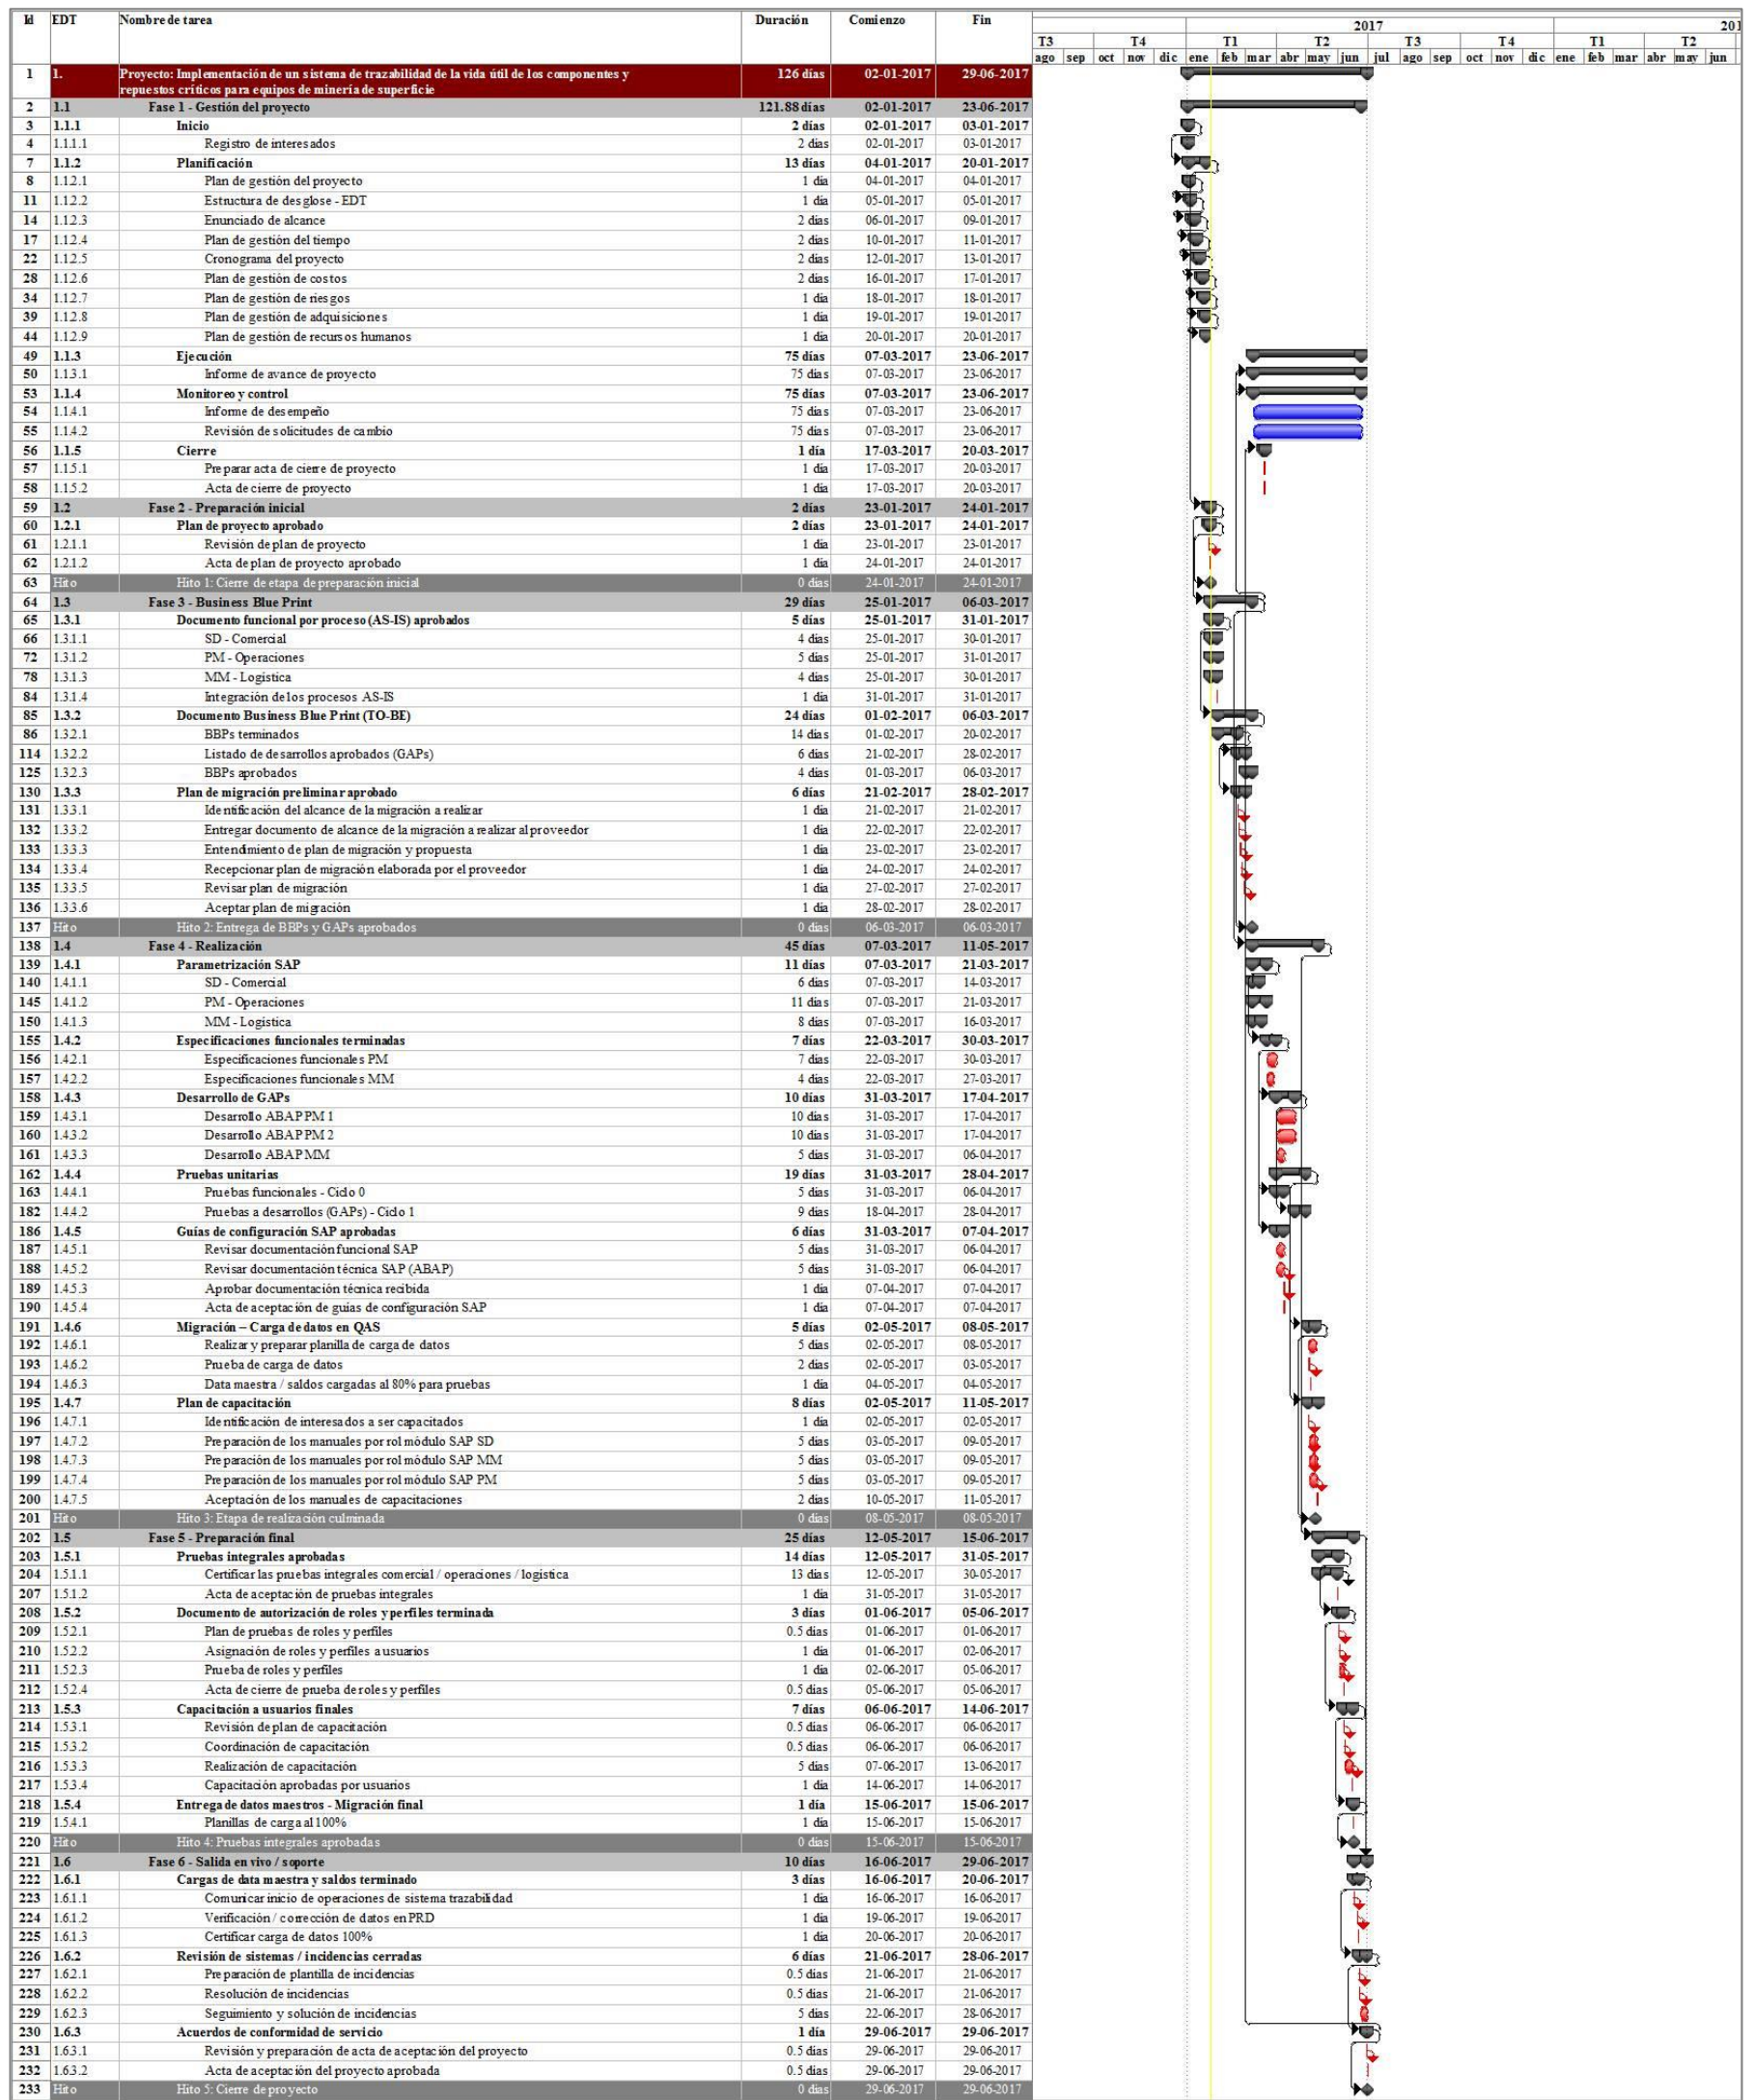 Id EDT Nombre de tarea Duración Comienzo Fin
2017 201
T3 T4 T1 T2 T3 T4 T1 T2
ago sep oct nov dic ene feb mar abr may jun jul ago sep oct nov dic ene feb mar abr may jun
1 1. Proyecto: Implementación de un sistema de trazabilidad de la vida útil de los componentes y 126 días 02-01-2017 29-06-2017
repuestos críticos para equipos de minería de superficie
2 1.1 Fase 1 - Gestión del proyecto 121.88 días 02-01-2017 23-06-2017
3 1.1.1 Inicio 2 días 02-01-2017 03-01-2017
4 1.1.1.1 Registro de interesados 2 días 02-01-2017 03-01-2017
7 1.1.2 Planificación 13 días 04-01-2017 20-01-2017
8 1.1.2.1 Plan de gestión del proyecto 1 día 04-01-2017 04-01-2017
11 1.1.2.2 Estructura de desglose - EDT 1 día 05-01-2017 05-01-2017
14 1.1.2.3 Enunciado de alcance 2 días 06-01-2017 09-01-2017
17 1.1.2.4 Plan de gestión del tiempo 2 días 10-01-2017 11-01-2017
22 1.1.2.5 Cronograma del proyecto 2 días 12-01-2017 13-01-2017
28 1.1.2.6 Plan de gestión de costos 2 días 16-01-2017 17-01-2017
34 1.1.2.7 Plan de gestión de riesgos 1 día 18-01-2017 18-01-2017
39 1.1.2.8 Plan de gestión de adquisiciones 1 día 19-01-2017 19-01-2017
44 1.1.2.9 Plan de gestión de recursos humanos 1 día 20-01-2017 20-01-2017
49 1.1.3 Ejecución 75 días 07-03-2017 23-06-2017
50 1.1.3.1 Informe de avance de proyecto 75 días 07-03-2017 23-06-2017
53 1.1.4 Monitoreo y control 75 días 07-03-2017 23-06-2017
54 1.1.4.1 Informe de desempeño 75 días 07-03-2017 23-06-2017
55 1.1.4.2 Revisión de solicitudes de cambio 75 días 07-03-2017 23-06-2017
56 1.1.5 Cierre 1 día 17-03-2017 20-03-2017
57 1.1.5.1 Preparar acta de cierre de proyecto 1 día 17-03-2017 20-03-2017
58 1.1.5.2 Acta de cierre de proyecto 1 día 17-03-2017 20-03-2017
59 1.2 Fase 2 - Preparación inicial 2 días 23-01-2017 24-01-2017
60 1.2.1 Plan de proyecto aprobado 2 días 23-01-2017 24-01-2017
61 1.2.1.1 Revisión de plan de proyecto 1 día 23-01-2017 23-01-2017
62 1.2.1.2 Acta de plan de proyecto aprobado 1 día 24-01-2017 24-01-2017
63 Hito Hito 1: Cierre de etapa de preparación inicial 0 días 24-01-2017 24-01-2017
64 1.3 Fase 3 - Business Blue Print 29 días 25-01-2017 06-03-2017
65 1.3.1 Documento funcional por proceso (AS-IS) aprobados 5 días 25-01-2017 31-01-2017
66 1.3.1.1 SD - Comercial 4 días 25-01-2017 30-01-2017
72 1.3.1.2 PM - Operaciones 5 días 25-01-2017 31-01-2017
78 1.3.1.3 MM - Logística 4 días 25-01-2017 30-01-2017
84 1.3.1.4 Integración de los procesos AS-IS 1 día 31-01-2017 31-01-2017
85 1.3.2 Documento Business Blue Print (TO-BE) 24 días 01-02-2017 06-03-2017
86 1.3.2.1 BBPs terminados 14 días 01-02-2017 20-02-2017
114 1.3.2.2 Listado de desarrollos aprobados (GAPs) 6 días 21-02-2017 28-02-2017
125 1.3.2.3 BBPs aprobados 4 días 01-03-2017 06-03-2017
130 1.3.3 Plan de migración preliminar aprobado 6 días 21-02-2017 28-02-2017
131 1.3.3.1 Identificación del alcance de la migración a realizar 1 día 21-02-2017 21-02-2017
132 1.3.3.2 Entregar documento de alcance de la migración a realizar al proveedor 1 día 22-02-2017 22-02-2017
133 1.3.3.3 Entendimiento de plan de migración y propuesta 1 día 23-02-2017 23-02-2017
134 1.3.3.4 Recepcionar plan de migración elaborada por el proveedor 1 día 24-02-2017 24-02-2017
135 1.3.3.5 Revisar plan de migración 1 día 27-02-2017 27-02-2017
136 1.3.3.6 Aceptar plan de migración 1 día 28-02-2017 28-02-2017
137 Hito Hito 2: Entrega de BBPs y GAPs aprobados 0 días 06-03-2017 06-03-2017
138 1.4 Fase 4 - Realización 45 días 07-03-2017 11-05-2017
139 1.4.1 Parametrización SAP 11 días 07-03-2017 21-03-2017
140 1.4.1.1 SD - Comercial 6 días 07-03-2017 14-03-2017
145 1.4.1.2 PM - Operaciones 11 días 07-03-2017 21-03-2017
150 1.4.1.3 MM - Logística 8 días 07-03-2017 16-03-2017
155 1.4.2 Especificaciones funcionales terminadas 7 días 22-03-2017 30-03-2017
156 1.4.2.1 Especificaciones funcionales PM 7 días 22-03-2017 30-03-2017
157 1.4.2.2 Especificaciones funcionales MM 4 días 22-03-2017 27-03-2017
158 1.4.3 Desarrollo de GAPs 10 días 31-03-2017 17-04-2017
159 1.4.3.1 Desarrollo ABAP PM 1 10 días 31-03-2017 17-04-2017
160 1.4.3.2 Desarrollo ABAP PM 2 10 días 31-03-2017 17-04-2017
161 1.4.3.3 Desarrollo ABAP MM 5 días 31-03-2017 06-04-2017
162 1.4.4 Pruebas unitarias 19 días 31-03-2017 28-04-2017
163 1.4.4.1 Pruebas funcionales - Ciclo 0 5 días 31-03-2017 06-04-2017
182 1.4.4.2 Pruebas a desarrollos (GAPs) - Ciclo 1 9 días 18-04-2017 28-04-2017
186 1.4.5 Guías de configuración SAP aprobadas 6 días 31-03-2017 07-04-2017
187 1.4.5.1 Revisar documentación funcional SAP 5 días 31-03-2017 06-04-2017
188 1.4.5.2 Revisar documentación técnica SAP (ABAP) 5 días 31-03-2017 06-04-2017
189 1.4.5.3 Aprobar documentación técnica recibida 1 día 07-04-2017 07-04-2017
190 1.4.5.4 Acta de aceptación de guías de configuración SAP 1 día 07-04-2017 07-04-2017
191 1.4.6 Migración – Carga de datos en QAS 5 días 02-05-2017 08-05-2017
192 1.4.6.1 Realizar y preparar planilla de carga de datos 5 días 02-05-2017 08-05-2017
193 1.4.6.2 Prueba de carga de datos 2 días 02-05-2017 03-05-2017
194 1.4.6.3 Data maestra / saldos cargadas al 80% para pruebas 1 día 04-05-2017 04-05-2017
195 1.4.7 Plan de capacitación 8 días 02-05-2017 11-05-2017
196 1.4.7.1 Identificación de interesados a ser capacitados 1 día 02-05-2017 02-05-2017
197 1.4.7.2 Preparación de los manuales por rol módulo SAP SD 5 días 03-05-2017 09-05-2017
198 1.4.7.3 Preparación de los manuales por rol módulo SAP MM 5 días 03-05-2017 09-05-2017
199 1.4.7.4 Preparación de los manuales por rol módulo SAP PM 5 días 03-05-2017 09-05-2017
200 1.4.7.5 Aceptación de los manuales de capacitaciones 2 días 10-05-2017 11-05-2017
201 Hito Hito 3: Etapa de realización culminada 0 días 08-05-2017 08-05-2017
202 1.5 Fase 5 - Preparación final 25 días 12-05-2017 15-06-2017
203 1.5.1 Pruebas integrales aprobadas 14 días 12-05-2017 31-05-2017
204 1.5.1.1 Certificar las pruebas integrales comercial / operaciones / logística 13 días 12-05-2017 30-05-2017
207 1.5.1.2 Acta de aceptación de pruebas integrales 1 día 31-05-2017 31-05-2017
208 1.5.2 Documento de autorización de roles y perfiles terminada 3 días 01-06-2017 05-06-2017
209 1.5.2.1 Plan de pruebas de roles y perfiles 0.5 días 01-06-2017 01-06-2017
210 1.5.2.2 Asignación de roles y perfiles a usuarios 1 día 01-06-2017 02-06-2017
211 1.5.2.3 Prueba de roles y perfiles 1 día 02-06-2017 05-06-2017
212 1.5.2.4 Acta de cierre de prueba de roles y perfiles 0.5 días 05-06-2017 05-06-2017
213 1.5.3 Capacitación a usuarios finales 7 días 06-06-2017 14-06-2017
214 1.5.3.1 Revisión de plan de capacitación 0.5 días 06-06-2017 06-06-2017
215 1.5.3.2 Coordinación de capacitación 0.5 días 06-06-2017 06-06-2017
216 1.5.3.3 Realización de capacitación 5 días 07-06-2017 13-06-2017
217 1.5.3.4 Capacitación aprobadas por usuarios 1 día 14-06-2017 14-06-2017
218 1.5.4 Entrega de datos maestros - Migración final 1 día 15-06-2017 15-06-2017
219 1.5.4.1 Planillas de carga al 100% 1 día 15-06-2017 15-06-2017
220 Hito Hito 4: Pruebas integrales aprobadas 0 días 15-06-2017 15-06-2017
221 1.6 Fase 6 - Salida en vivo / soporte 10 días 16-06-2017 29-06-2017
222 1.6.1 Cargas de data maestra y saldos terminado 3 días 16-06-2017 20-06-2017
223 1.6.1.1 Comunicar inicio de operaciones de sistema trazabilidad 1 día 16-06-2017 16-06-2017
224 1.6.1.2 Verificación / corrección de datos en PRD 1 día 19-06-2017 19-06-2017
225 1.6.1.3 Certificar carga de datos 100% 1 día 20-06-2017 20-06-2017
226 1.6.2 Revisión de sistemas / incidencias cerradas 6 días 21-06-2017 28-06-2017
227 1.6.2.1 Preparación de plantilla de incidencias 0.5 días 21-06-2017 21-06-2017
228 1.6.2.2 Resolución de incidencias 0.5 días 21-06-2017 21-06-2017
229 1.6.2.3 Seguimiento y solución de incidencias 5 días 22-06-2017 28-06-2017
230 1.6.3 Acuerdos de conformidad de servicio 1 día 29-06-2017 29-06-2017
231 1.6.3.1 Revisión y preparación de acta de aceptación del proyecto 0.5 días 29-06-2017 29-06-2017
232 1.6.3.2 Acta de aceptación del proyecto aprobada 0.5 días 29-06-2017 29-06-2017
233 Hito Hito 5: Cierre de proyecto 0 días 29-06-2017 29-06-2017